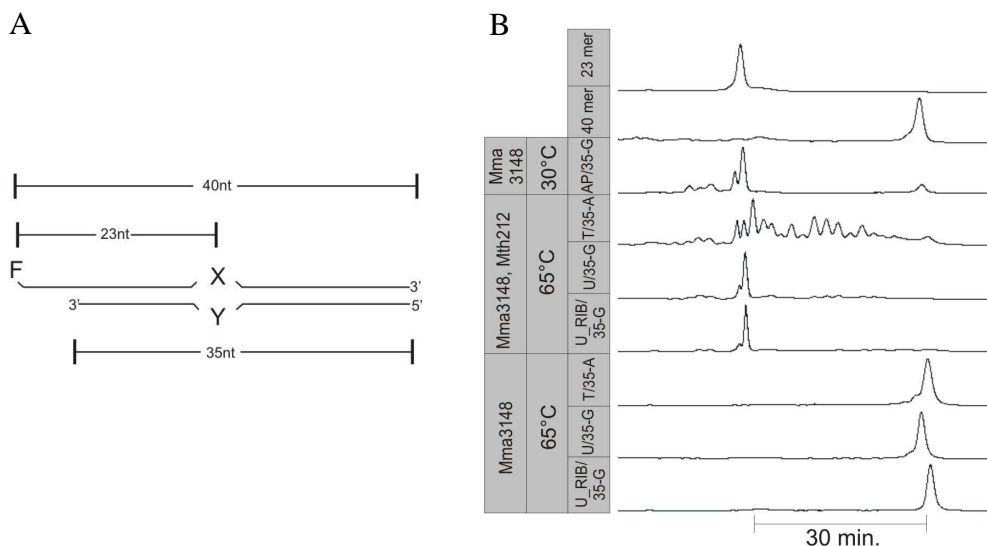 A
B
40nt
23nt
F
X
3'
3'
Y
5'
35nt
23 mer
40 mer
Mma
3148
30°C
AP/35-G
Mma3148, Mth212
65°C
T/35-A
U/35-G
U_RIB/
35-G
Mma3148
65°C
T/35-A
U/35-G
U_RIB/
35-G
30 min.